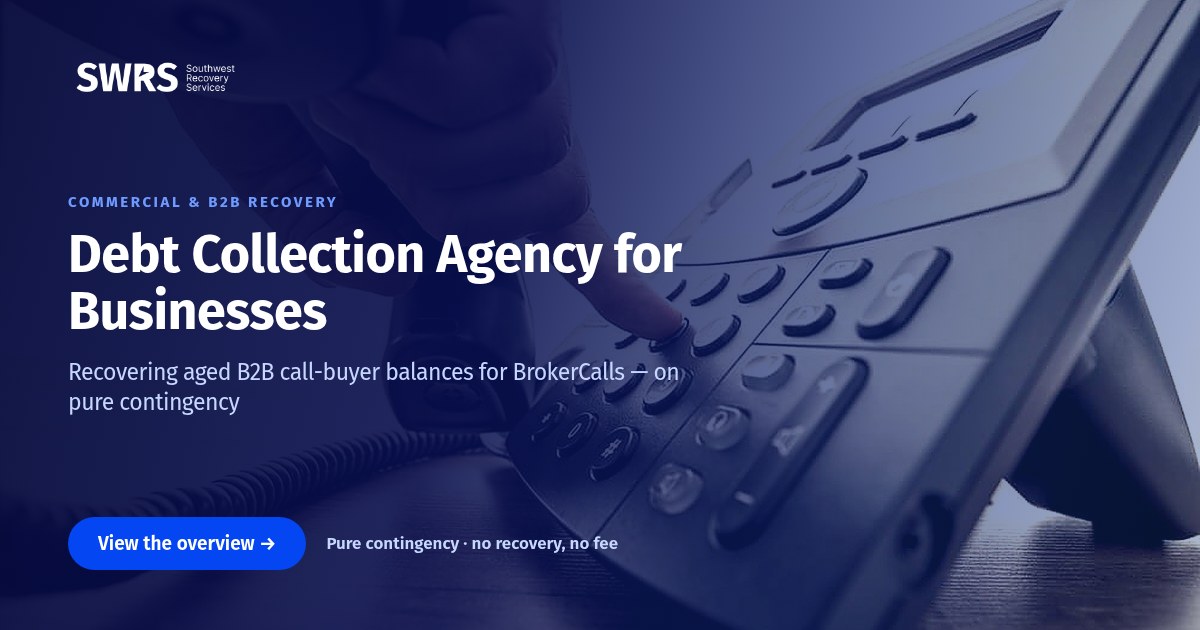 SWRS
Southwest
Recovery
Services
COMMERCIAL & B2B RECOVERY
Debt Collection Agency for
Businesses
Recovering aged B2B call-buyer balances for BrokerCalls — on
pure contingency
View the overview →
Pure contingency · no recovery, no fee